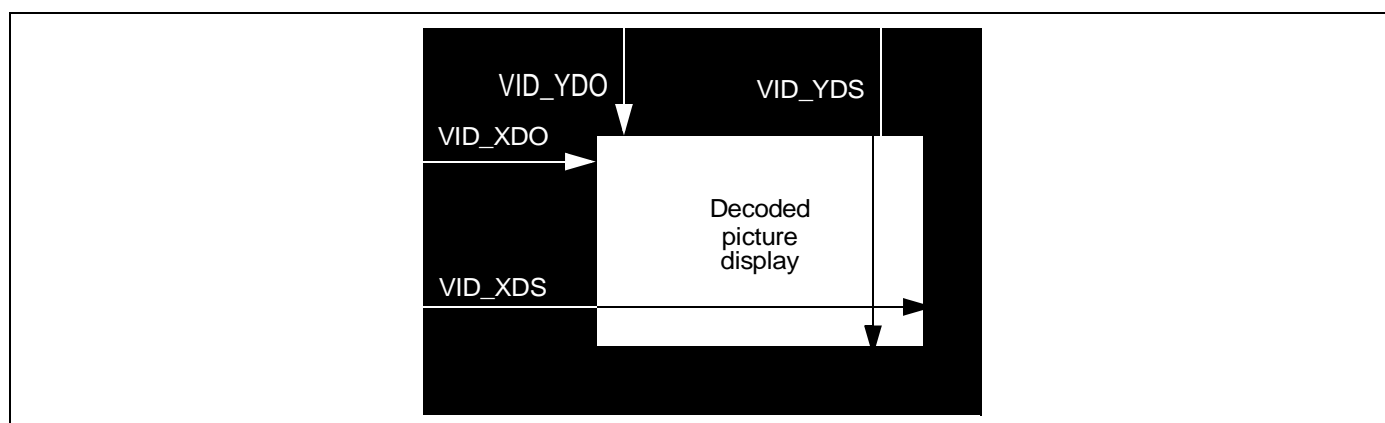 VID_YDO
VID_YDS
VID_XDO
Decoded
picture
display
VID_XDS